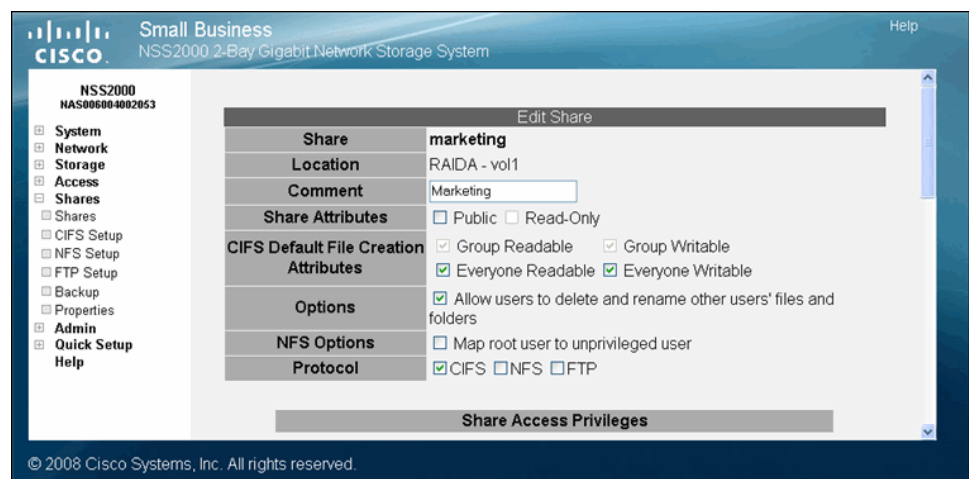 Small Business
Help
CISCO
NSS2000 2-Bay Gigabit Network Storage System
NSS2000
NAS006004002053
System
Network
Storage
Access
Shares
Shares
CIFS Setup
NFS Setup
FTP Setup
Backup
Properties
Admin
Quick Setup
Help
Edit Share
Share marketing
Location RAIDA - vol1
Comment Marketing
Share Attributes Public Read-Only
CIFS Default File Creation Attributes Group Readable Group Writable
Everyone Readable Everyone Writable
Options Allow users to delete and rename other users' files and
folders
NFS Options Map root user to unprivileged user
Protocol CIFS NFS FTP
Share Access Privileges
© 2008 Cisco Systems, Inc. All rights reserved.